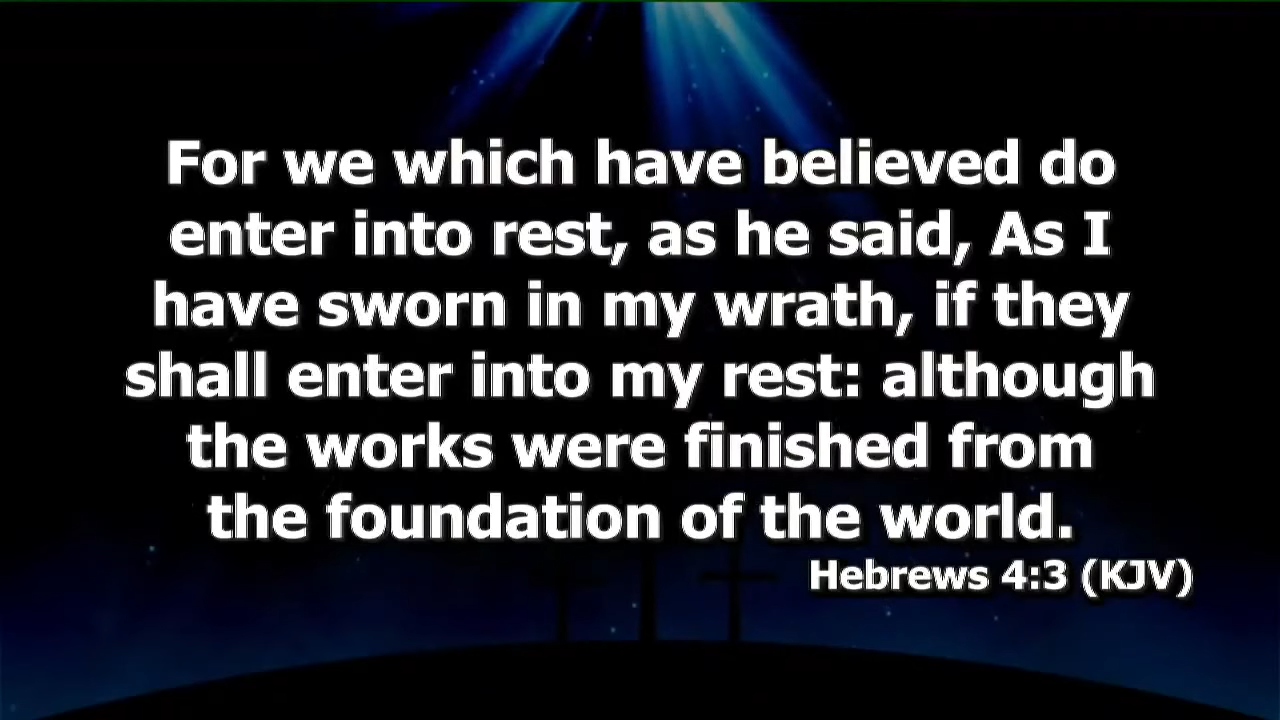 For we which have believed do
enter into rest, as he said, As I
have sworn in my wrath, if they
shall enter into my rest: although
the works were finished from
the foundation of the world.
Hebrews 4:3 (KJV)